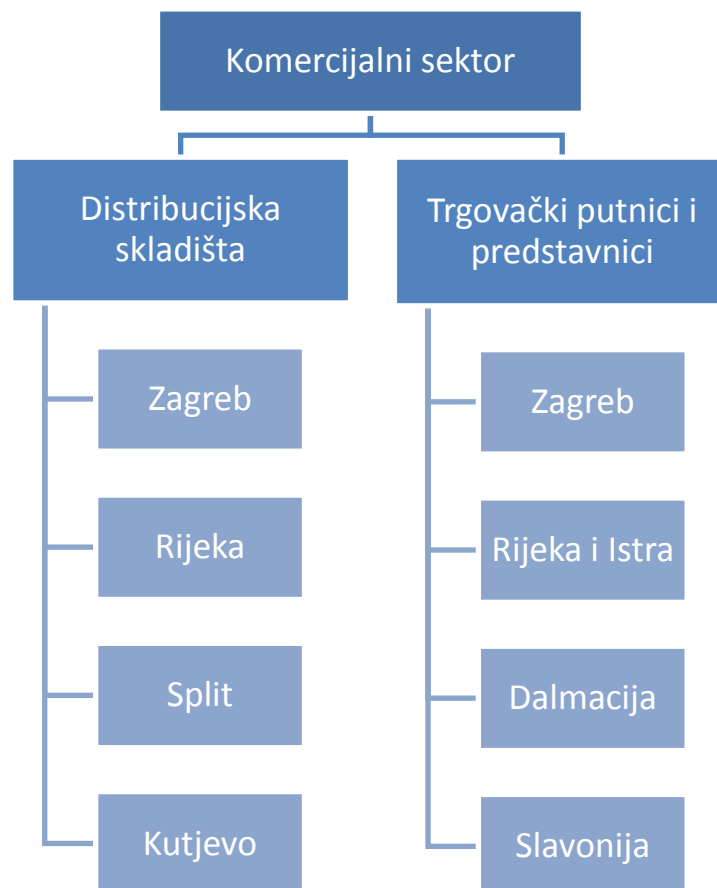 Komercijalni sektor
Distribucijska
skladišta
Zagreb
Rijeka
Split
Kutjevo
Trgovački putnici i
predstavnici
Zagreb
Rijeka i Istra
Dalmacija
Slavonija